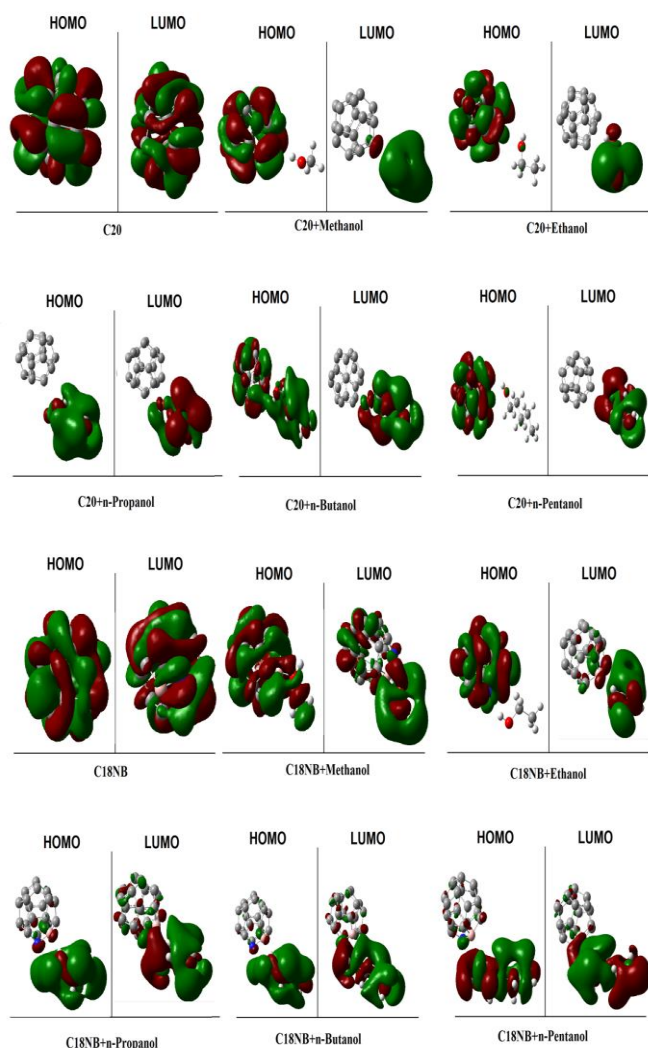 HOMO LUMO HOMO LUMO HOMO LUMO
C20 C20+Methanol C20+Ethanol
HOMO LUMO HOMO LUMO HOMO LUMO
C20+n-Propanol C20+n-Butanol C20+n-Pentanol
HOMO LUMO HOMO LUMO HOMO LUMO
C18NB C18NB+Methanol C18NB+Ethanol
HOMO LUMO HOMO LUMO HOMO LUMO
C18NB+n-Propanol C18NB+n-Butanol C18NB+n-Pentanol